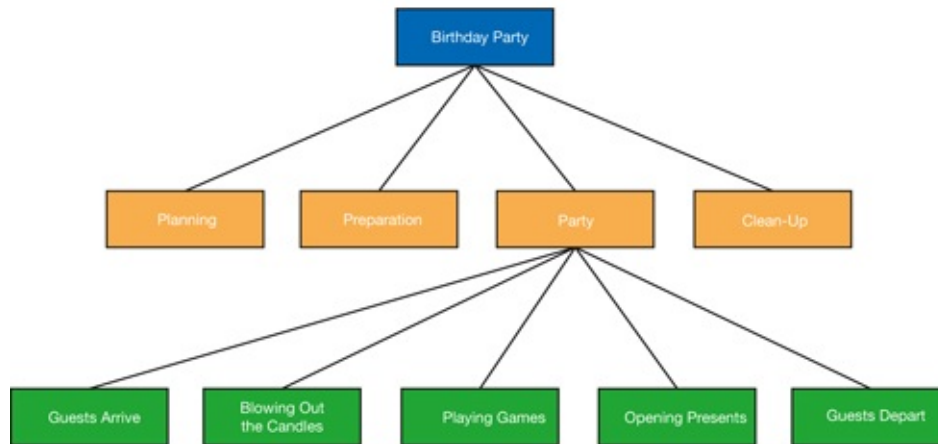 Birthday Party
Planning
Preparation
Party
Clean-Up
Guests Arrive
Blowing Out
the Candles
Playing Games
Opening Presents
Guests Depart